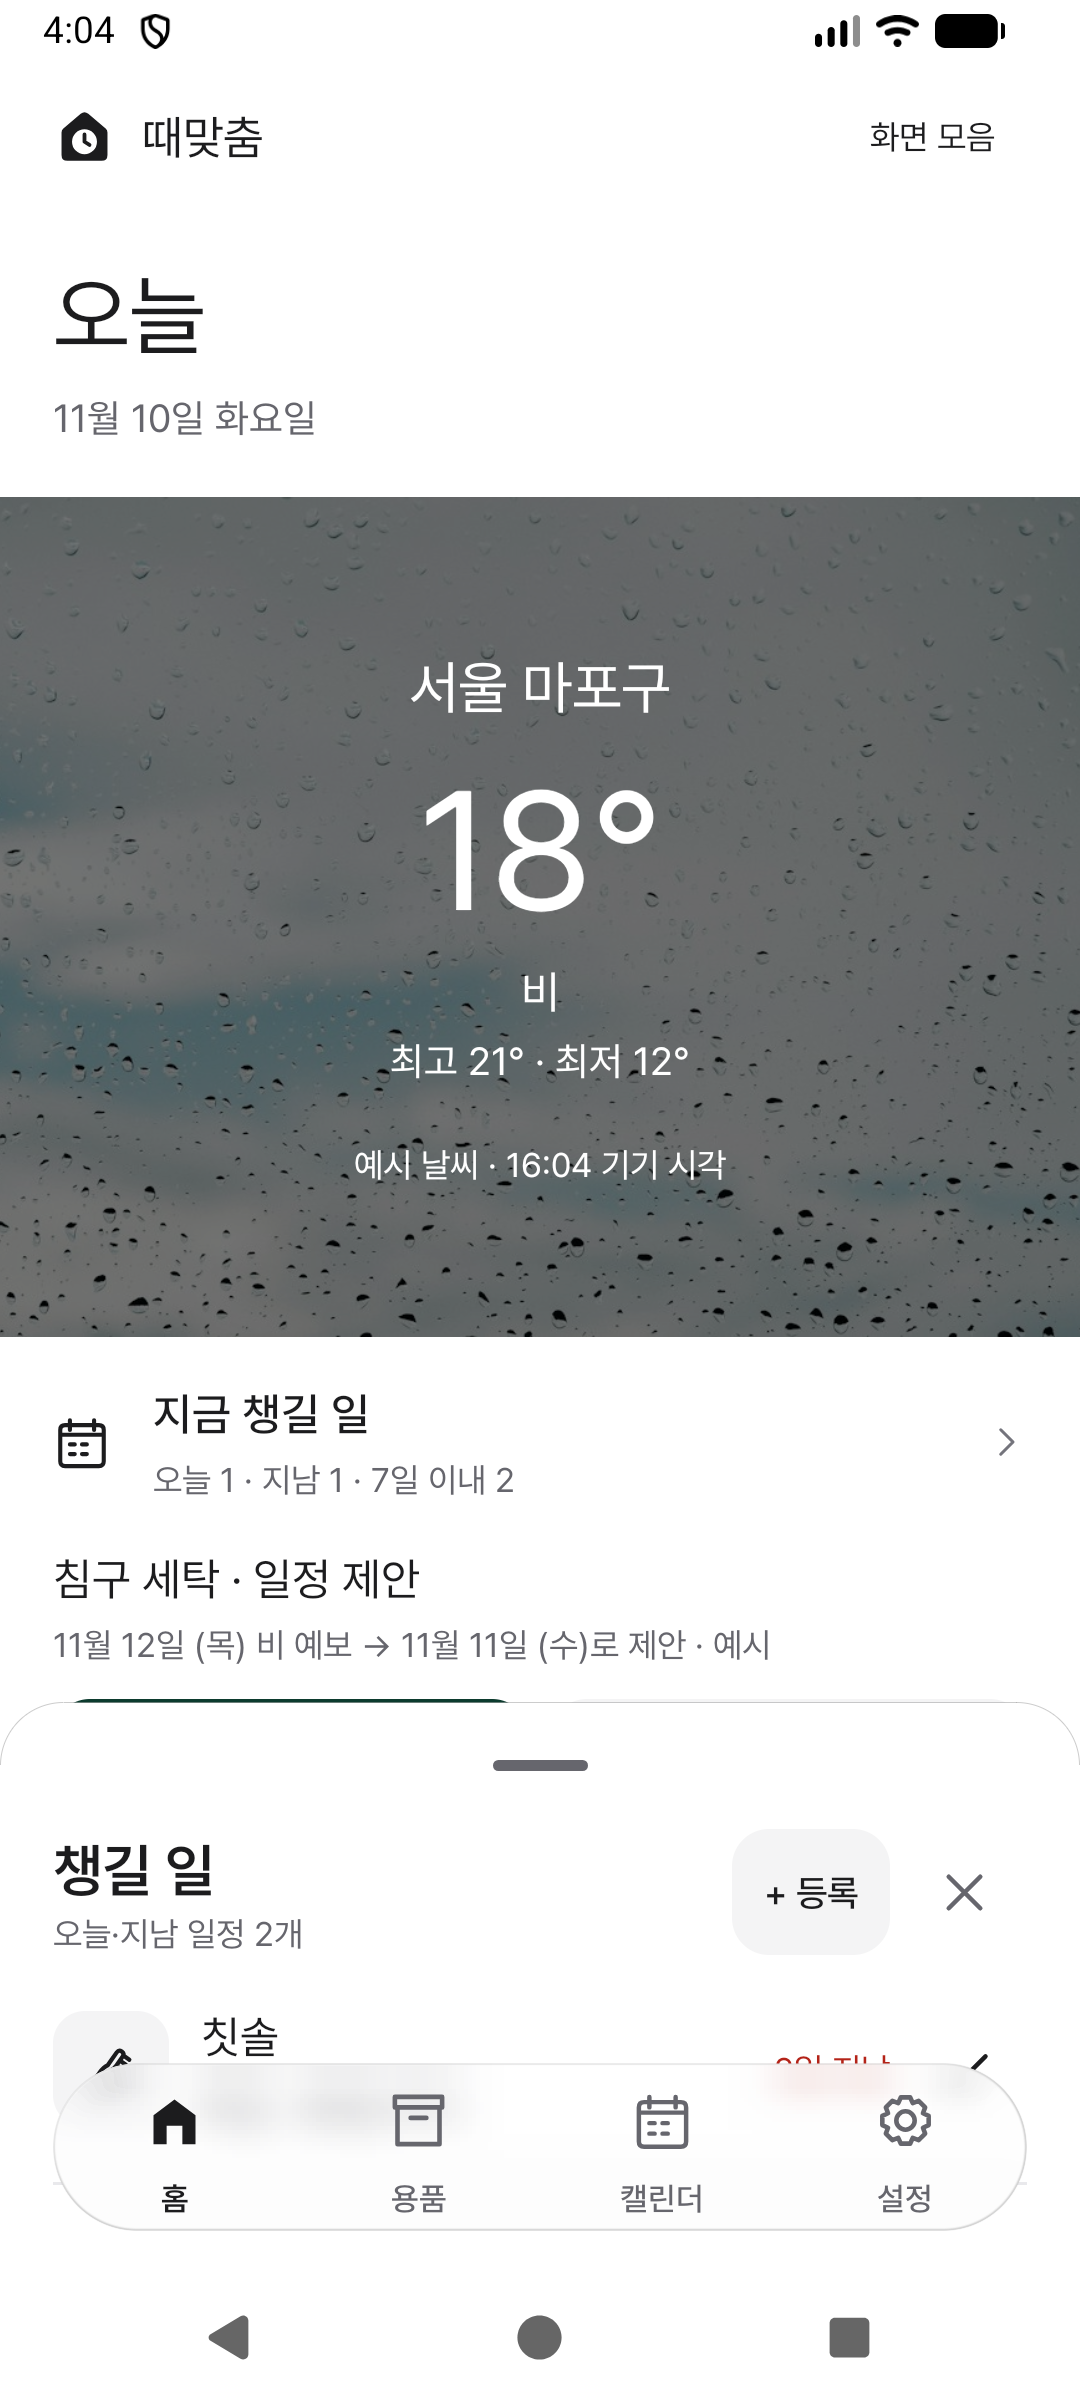 4:04
때맞춤
화면 모음
오늘
11월 10일 화요일
서울 마포구
18°
비
최고 21° · 최저 12°
예시 날씨 · 16:04 기기 시각
지금 챙길 일
오늘 1 · 지남 1 · 7일 이내 2
침구 세탁 · 일정 제안
11월 12일 (목) 비 예보 → 11월 11일 (수)로 제안 · 예시
챙길 일
+ 등록
오늘·지남 일정 2개
칫솔
홈
용품
캘린더
설정